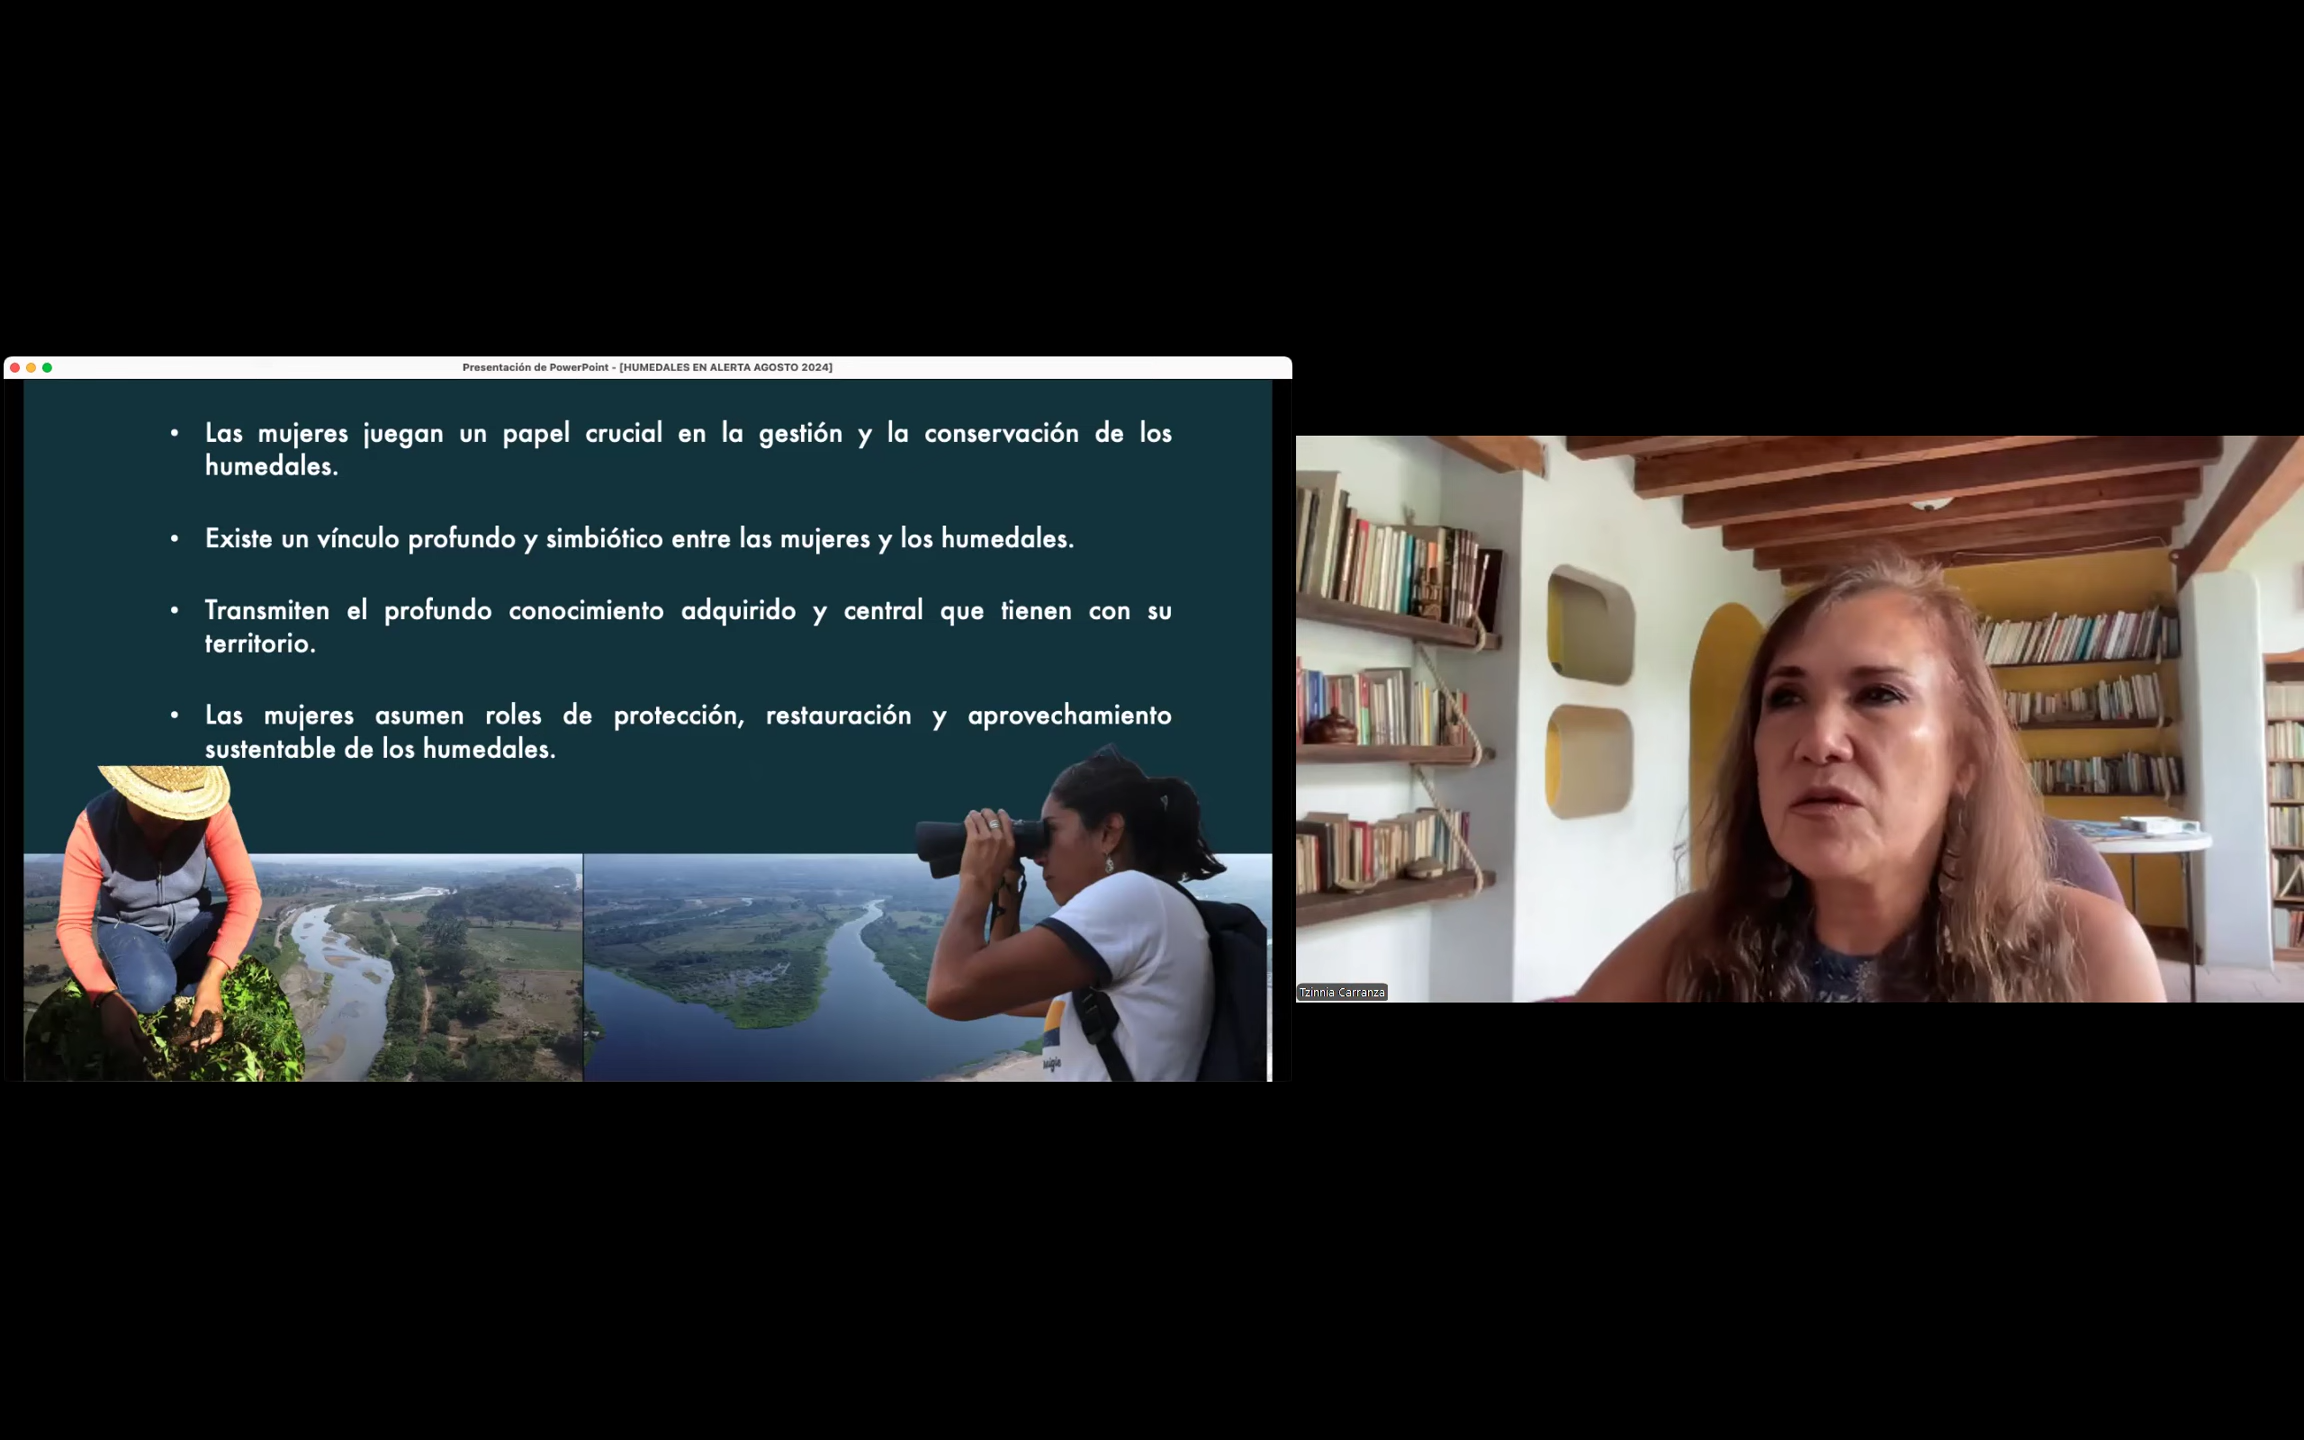 Presentación de PowerPoint - [HUMEDALES EN ALERTA AGOSTO 2024]
• Las mujeres juegan un papel crucial en la gestión y la conservación de los
humedales.
• Existe un vínculo profundo y simbiótico entre las mujeres y los humedales.
• Transmiten el profundo conocimiento adquirido y central que tienen con su
territorio.
• Las mujeres asumen roles de protección, restauración y aprovechamiento
sustentable de los humedales.
Tzinnia Carranza